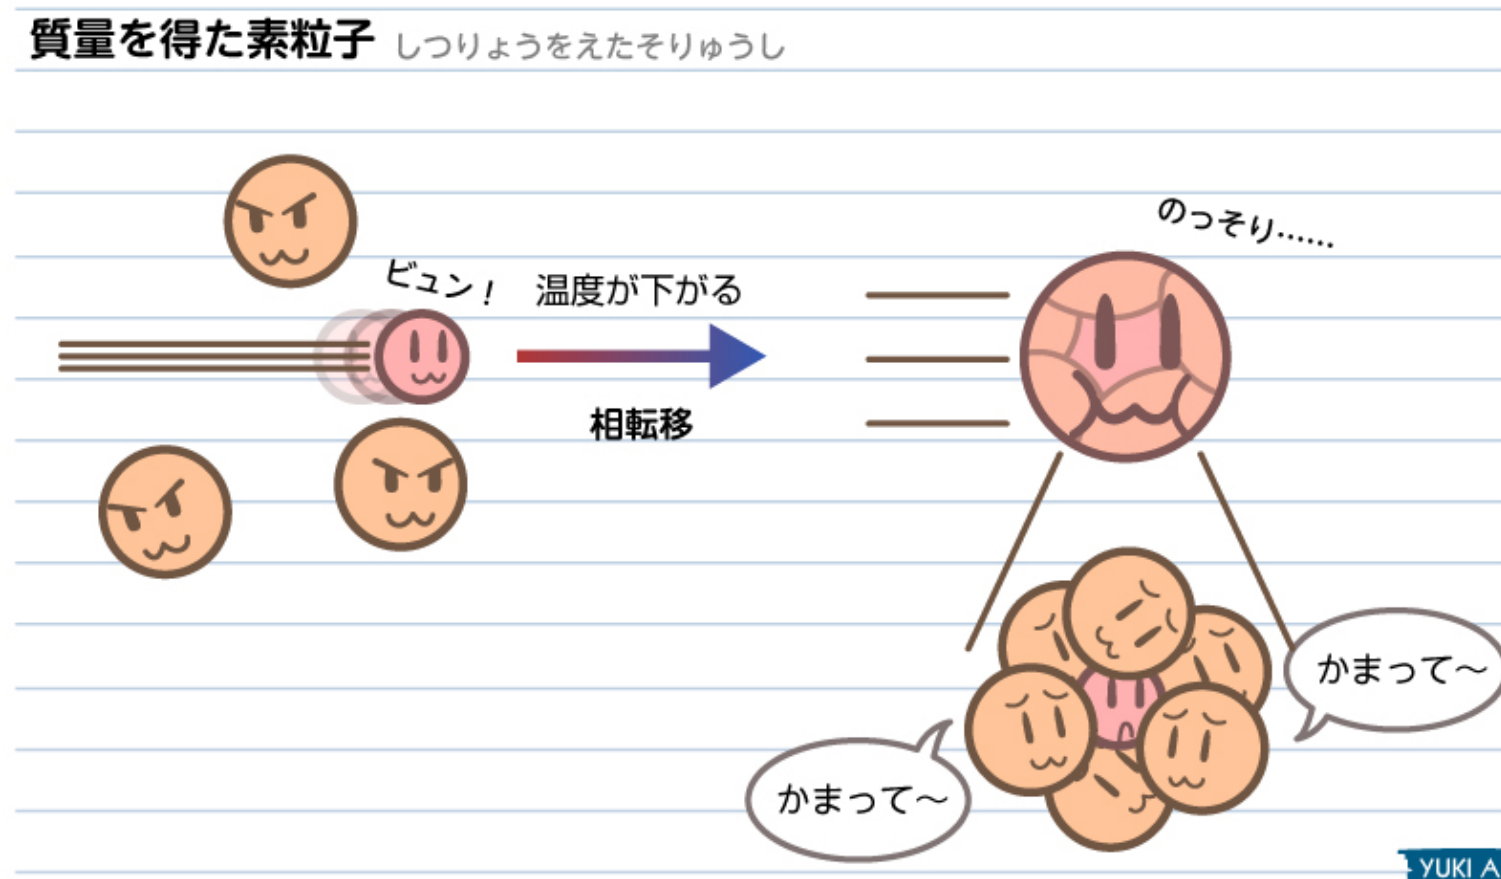 質量を得た素粒子 しつりょうをえたそりゅうし
ビュン！
温度が下がる
相転移
のっそり……
かまって～
かまって～
YUKI A